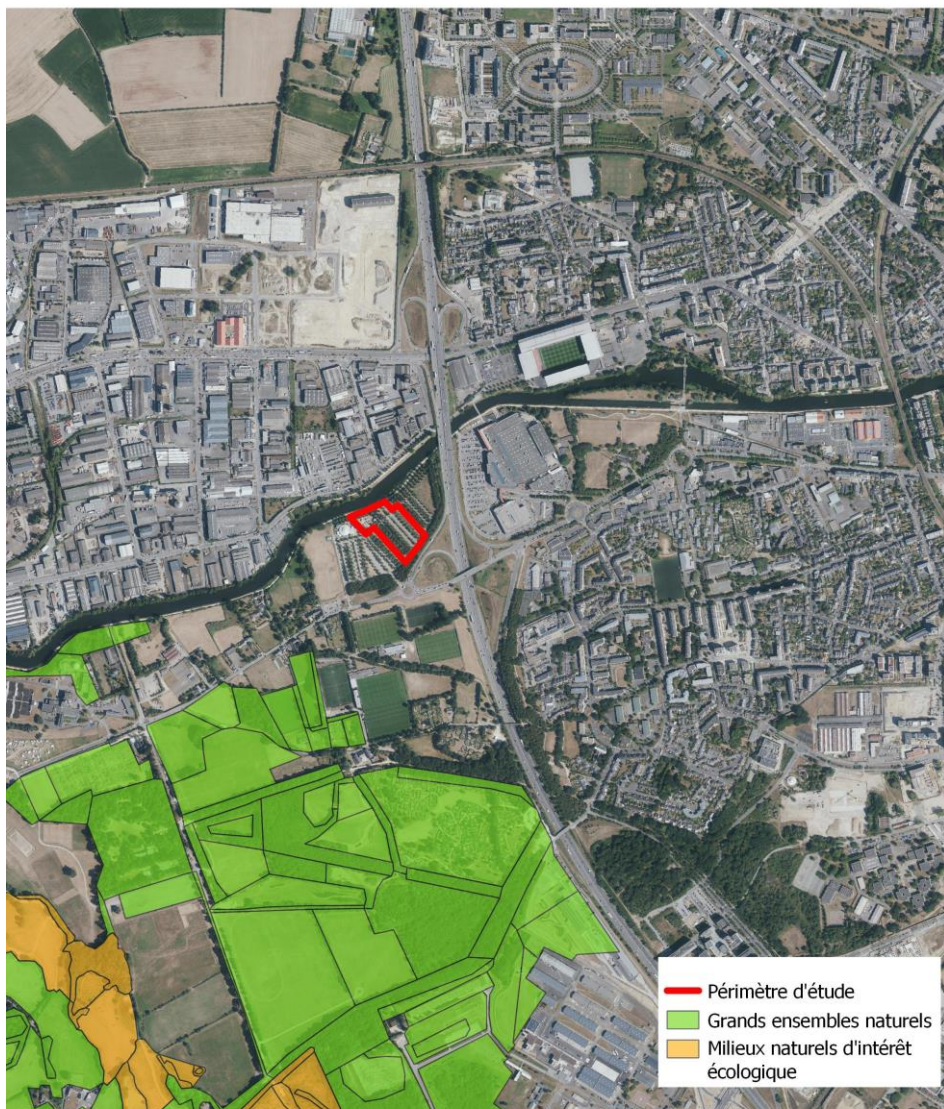 Périmètre d'étude
Grands ensembles naturels
Milieux naturels d'intérêt
écologique